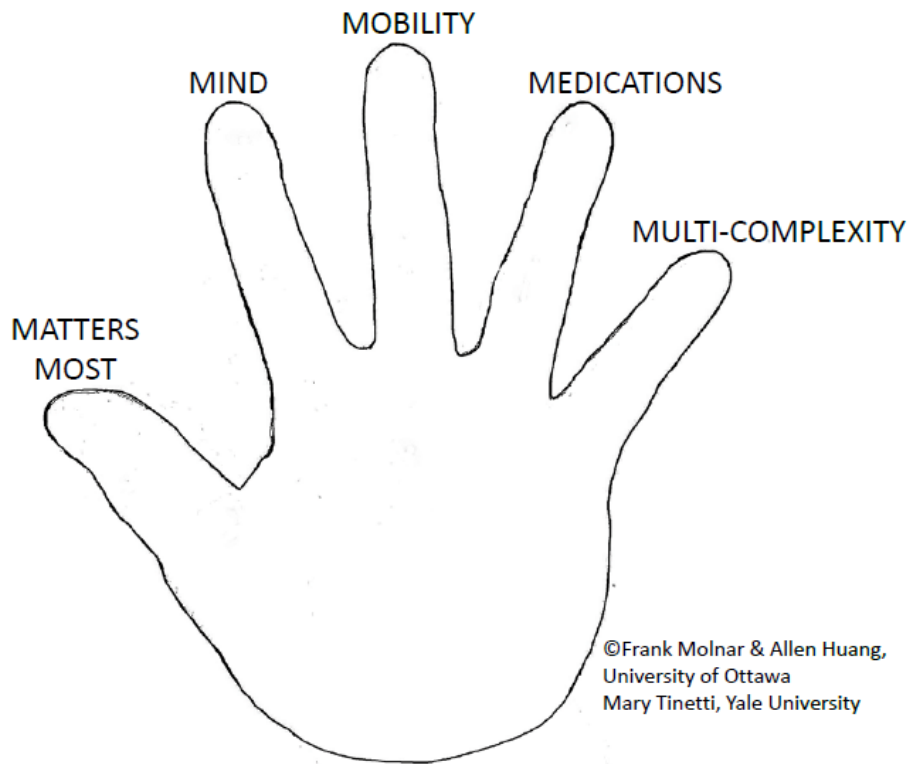 MOBILITY
MIND
MEDICATIONS
MULTI-COMPLEXITY
MATTERS
MOST
©Frank Molnar & Allen Huang,
University of Ottawa
Mary Tinetti, Yale University